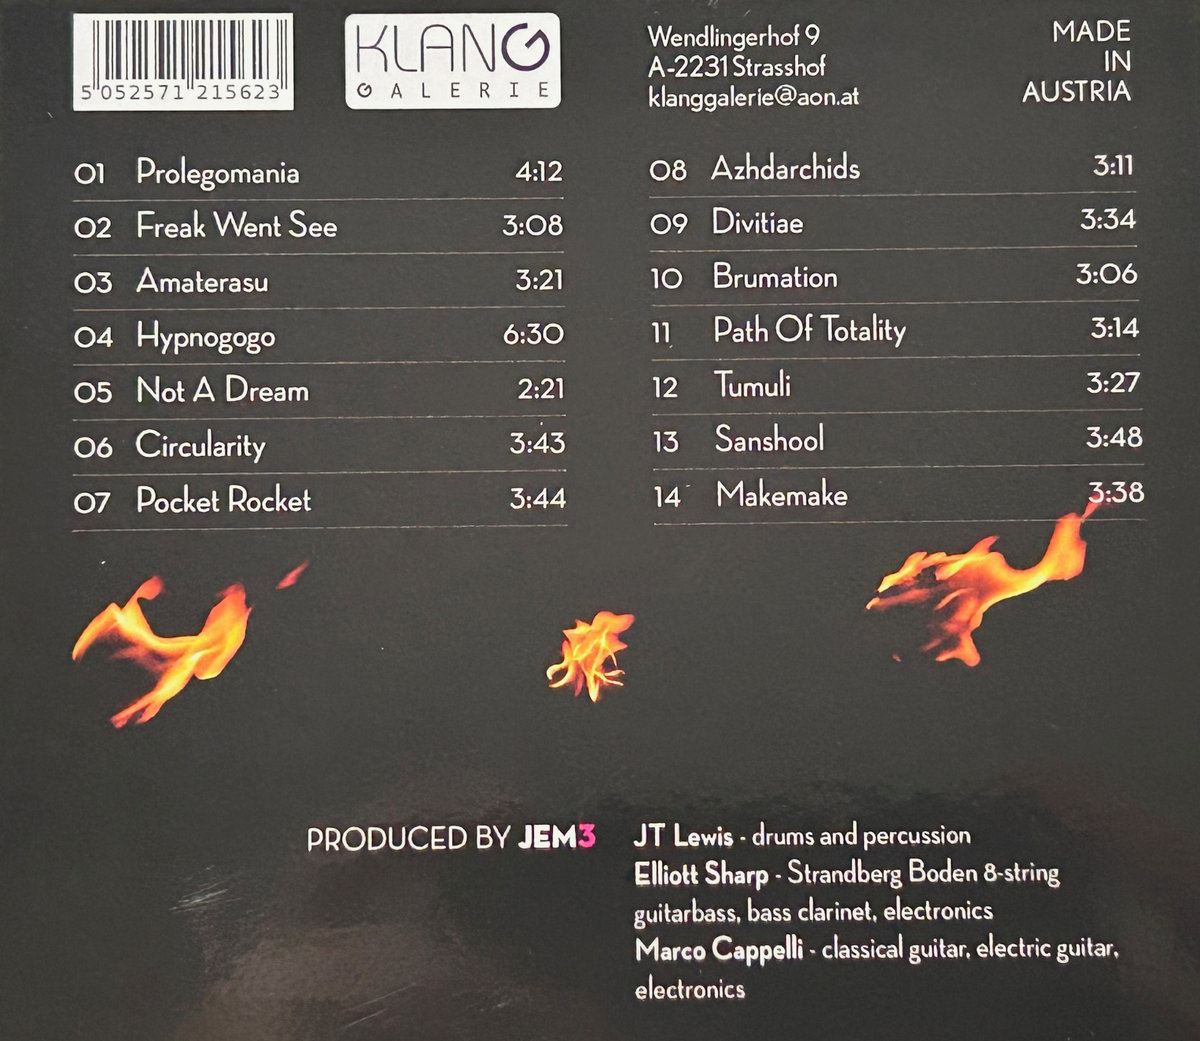 5 052571 215623
KLANG
GALERIE
Wendlingerhof 9
A-2231 Strasshof
klanggalerie@aon.at
MADE
IN
AUSTRIA
01 Prolegomania 4:12
02 Freak Went See 3:08
03 Amaterasu 3:21
04 Hypnogogo 6:30
05 Not A Dream 2:21
06 Circularity 3:43
07 Pocket Rocket 3:44
08 Azhdarchids 3:11
09 Divitiae 3:34
10 Brumation 3:06
11 Path Of Totality 3:14
12 Tumuli 3:27
13 Sanshool 3:48
14 Makemake 3:38
PRODUCED BY JEM3
JT Lewis - drums and percussion
Elliott Sharp - Strandberg Boden 8-string
guitarbass, bass clarinet, electronics
Marco Cappelli - classical guitar, electric guitar,
electronics